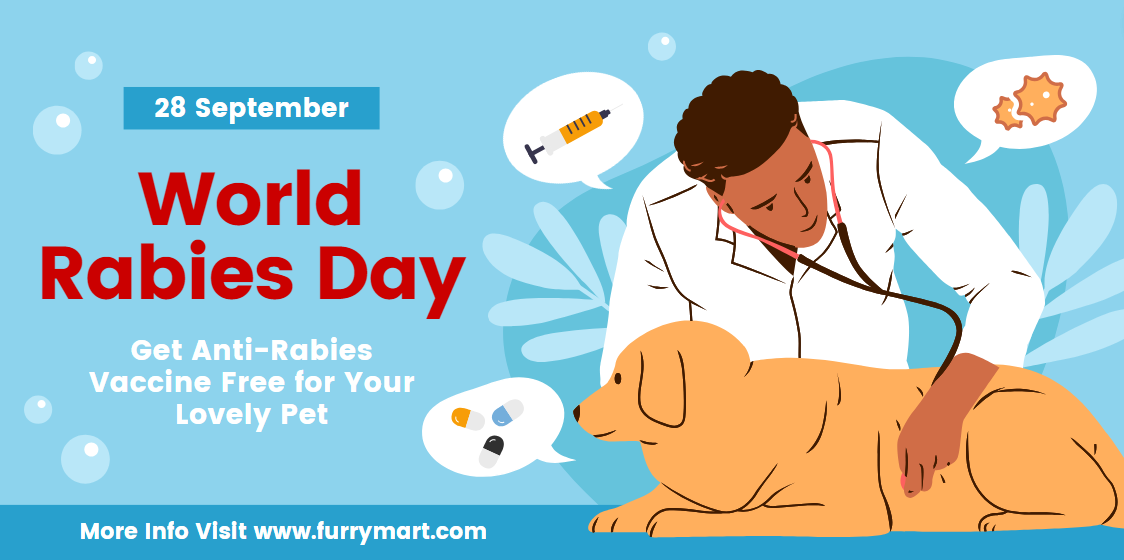 28 September
World
Rabies Day
Get Anti-Rabies
Vaccine Free for Your
Lovely Pet
More Info Visit www.furrymart.com